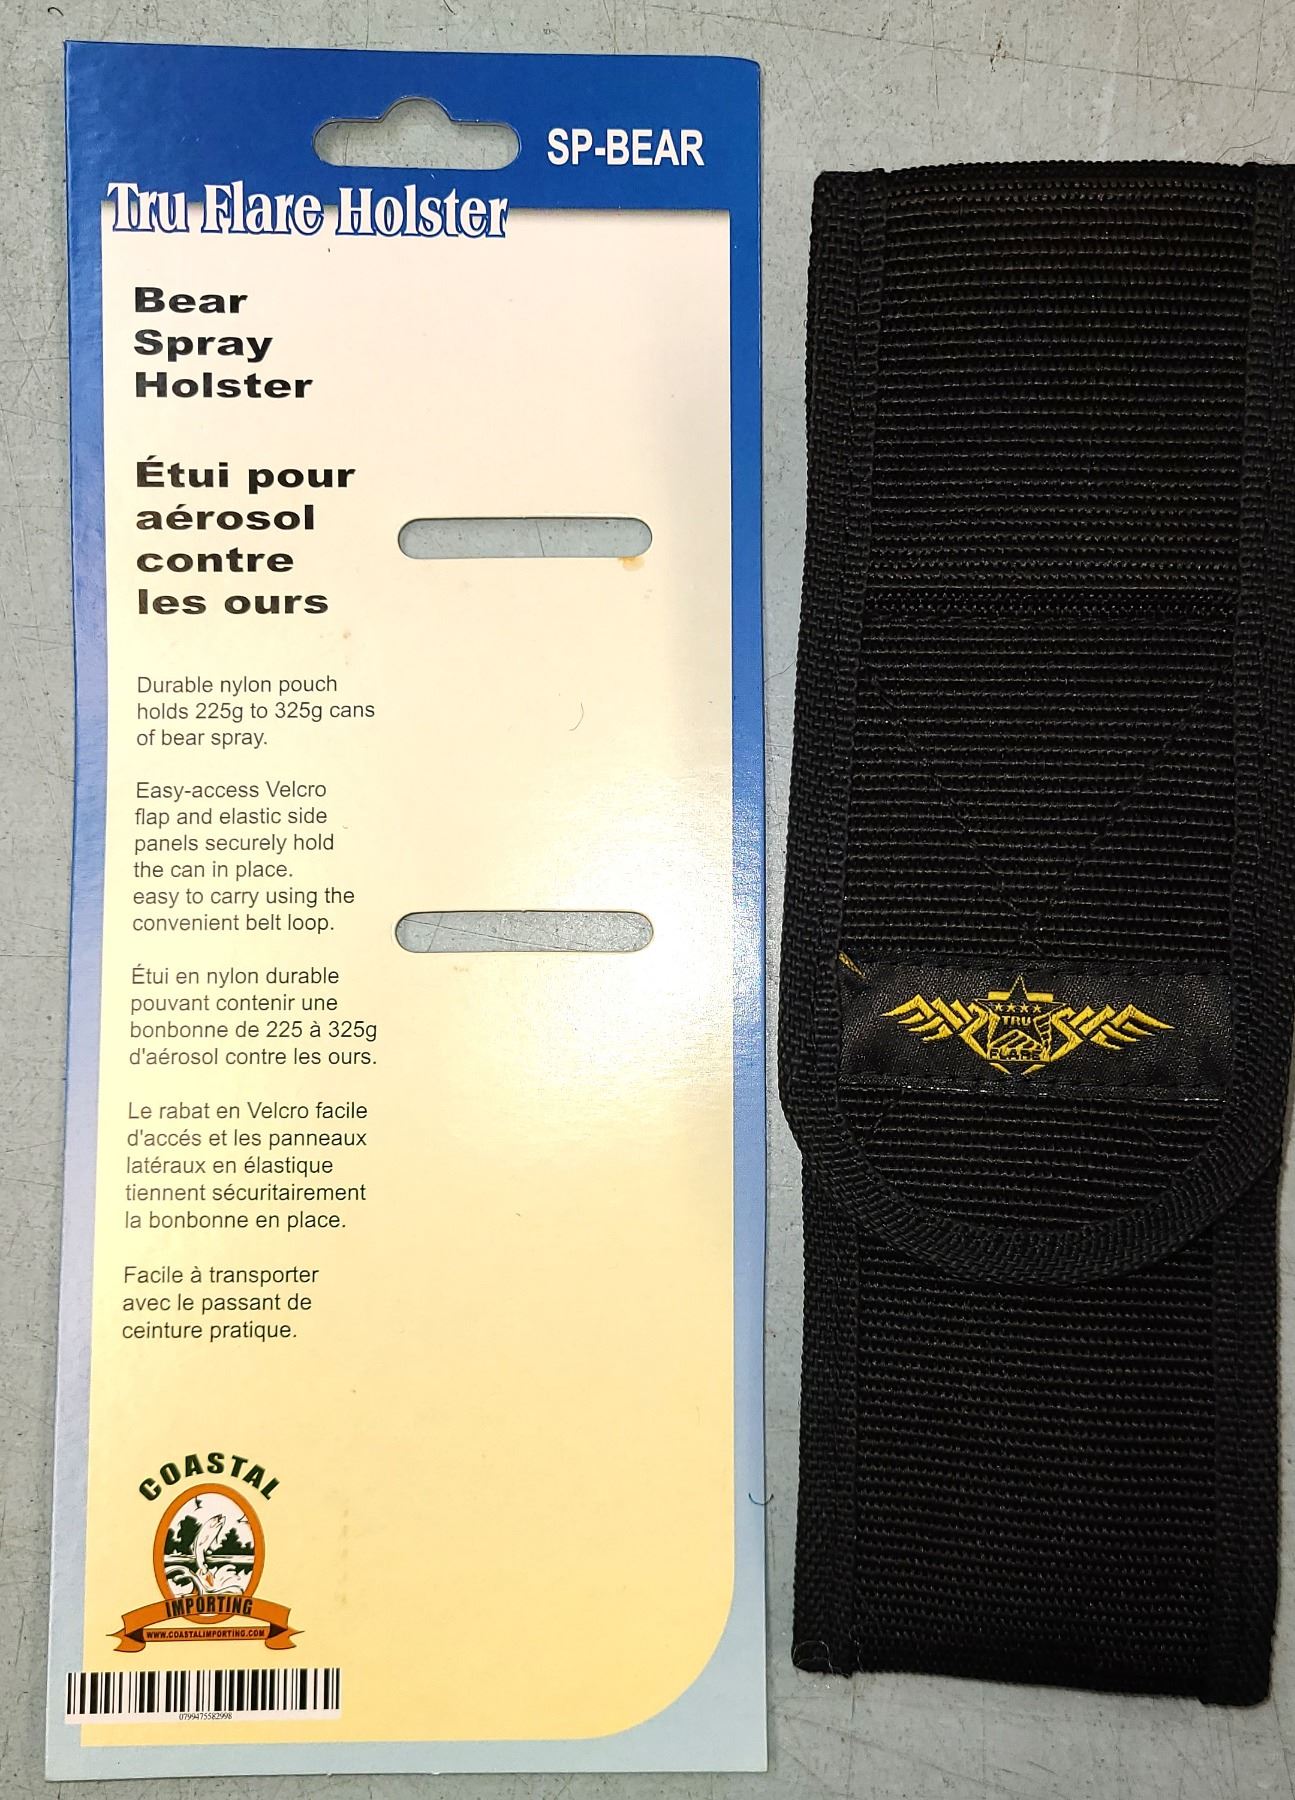 SP-BEAR
Tru Flare Holster
Bear
Spray
Holster
Étui pour
aérosol
contre
les ours
Durable nylon pouch
holds 225g to 325g cans
of bear spray.
Easy-access Velcro
flap and elastic side
panels securely hold
the can in place.
easy to carry using the
convenient belt loop.
Étui en nylon durable
pouvant contenir une
bonbonne de 225 à 325g
d'aérosol contre les ours.
Le rabat en Velcro facile
d'accés et les panneaux
latéraux en élastique
tiennent sécuritairement
la bonbonne en place.
Facile à transporter
avec le passant de
ceinture pratique.
COASTAL
IMPORTING
WWW.COASTALIMPORTING.COM
0799475582998
TRU
FLARE